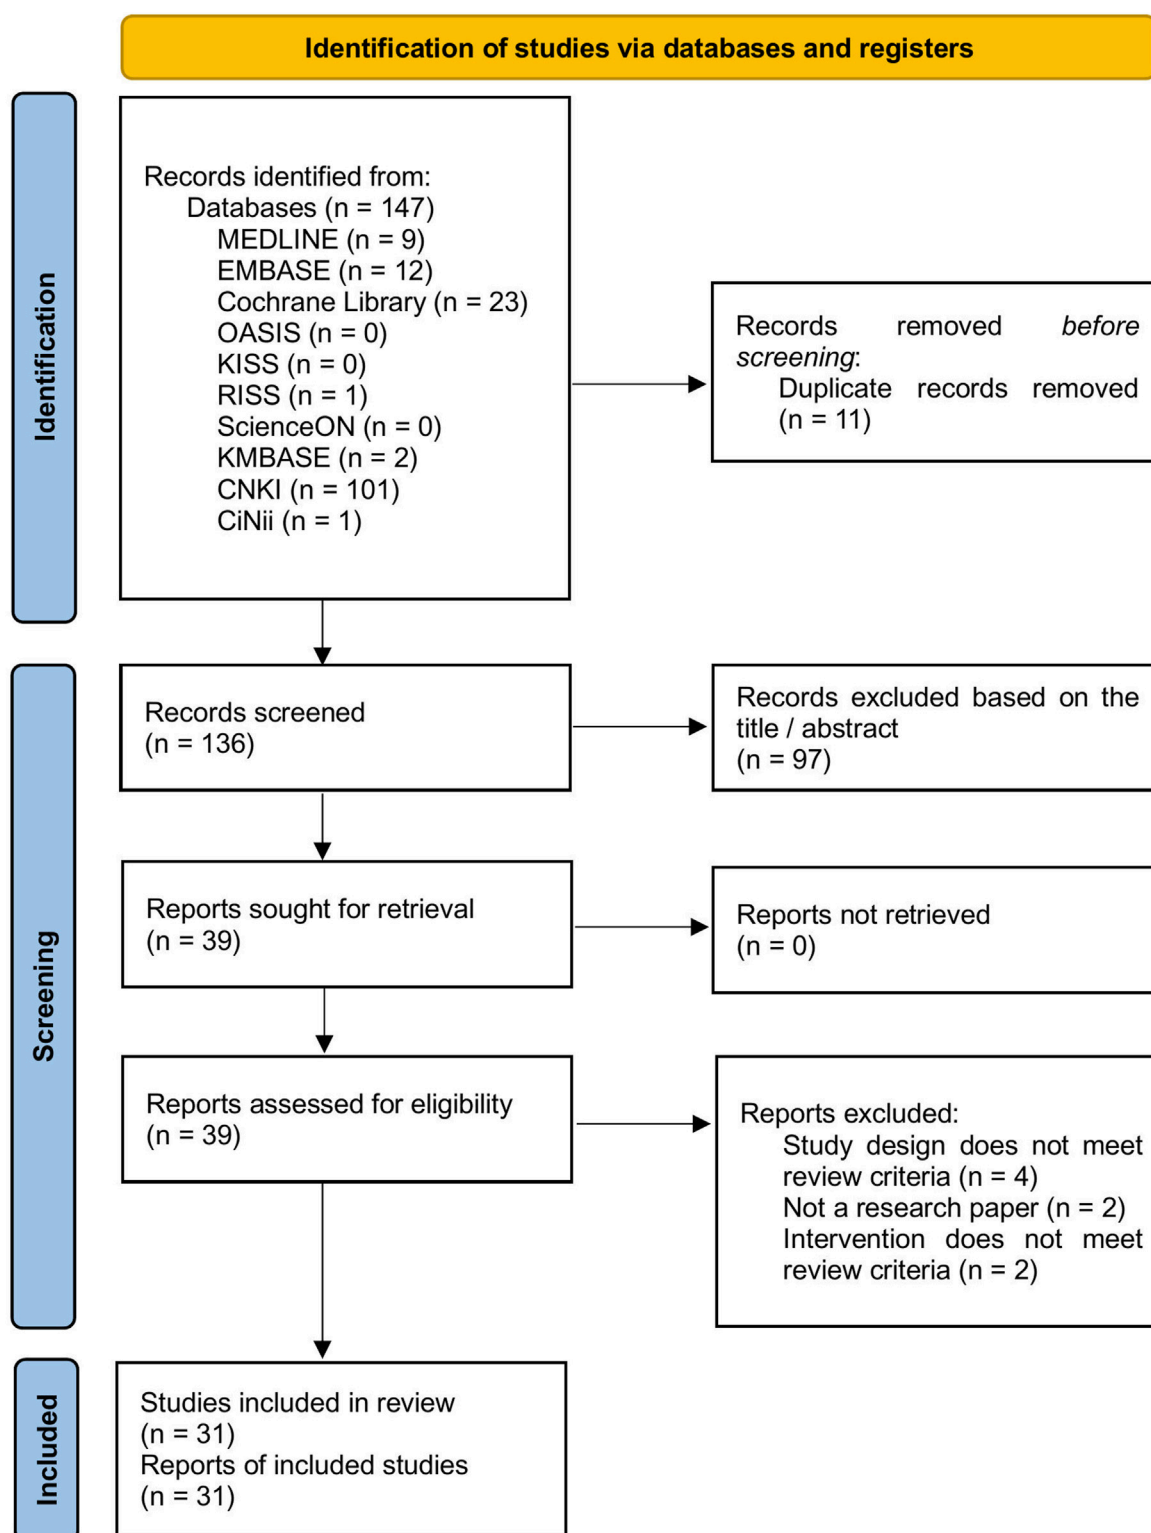 Identification of studies via databases and registers
Identification
Records identified from:
Databases (n = 147)
MEDLINE (n = 9)
EMBASE (n = 12)
Cochrane Library (n = 23)
OASIS (n = 0)
KISS (n = 0)
RISS (n = 1)
ScienceON (n = 0)
KMBASE (n = 2)
CNKI (n = 101)
CiNii (n = 1)
Records removed before
screening:
Duplicate records removed
(n = 11)
Screening
Records screened
(n = 136)
Records excluded based on the
title / abstract
(n = 97)
Reports sought for retrieval
(n = 39)
Reports not retrieved
(n = 0)
Reports assessed for eligibility
(n = 39)
Reports excluded:
Study design does not meet
review criteria (n = 4)
Not a research paper (n = 2)
Intervention does not meet
review criteria (n = 2)
Included
Studies included in review
(n = 31)
Reports of included studies
(n = 31)